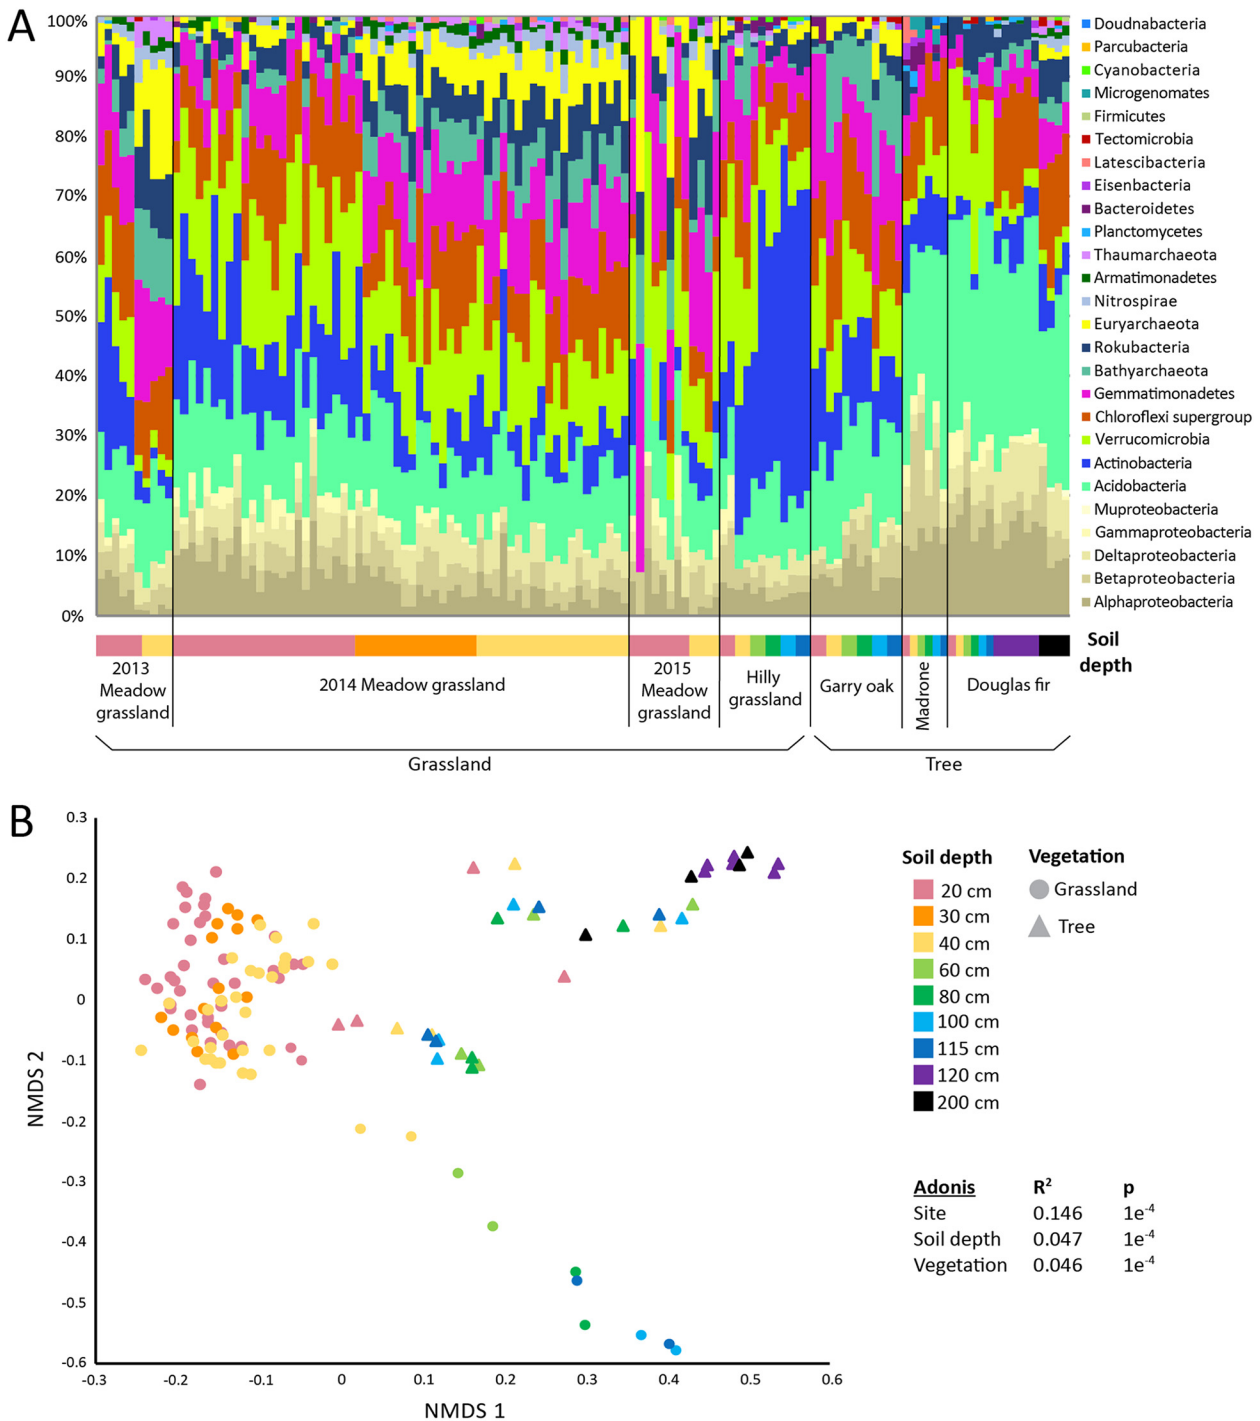 A
100%
90%
80%
70%
60%
50%
40%
30%
20%
10%
0%
Doudnabacteria
Parcubacteria
Cyanobacteria
Microgenomates
Firmicutes
Tectomicrobia
Latescibacteria
Eisenbacteria
Bacteroidetes
Planctomycetes
Thaumarchaeota
Armatimonadetes
Nitrospirae
Euryarchaeota
Rokubacteria
Bathyarchaeota
Gemmatimonadetes
Chloroflexi supergroup
Verrucomicrobia
Actinobacteria
Acidobacteria
Muproteobacteria
Gammaproteobacteria
Deltaproteobacteria
Betaproteobacteria
Alphaproteobacteria
Soil
depth
2013
Meadow
grassland
2014 Meadow grassland
2015
Meadow
grassland
Hilly
grassland
Garry oak
Madrone
Douglas fir
Grassland
Tree
B
0.3
0.2
0.1
0
-0.1
-0.2
-0.3
-0.4
-0.5
-0.6
NMDS 2
-0.3
-0.2
-0.1
0
0.1
0.2
0.3
0.4
0.5
0.6
NMDS 1
Soil depth
20 cm
30 cm
40 cm
60 cm
80 cm
100 cm
115 cm
120 cm
200 cm
Vegetation
Grassland
Tree
Adonis R² p
Site 0.146 1e⁻⁴
Soil depth 0.047 1e⁻⁴
Vegetation 0.046 1e⁻⁴